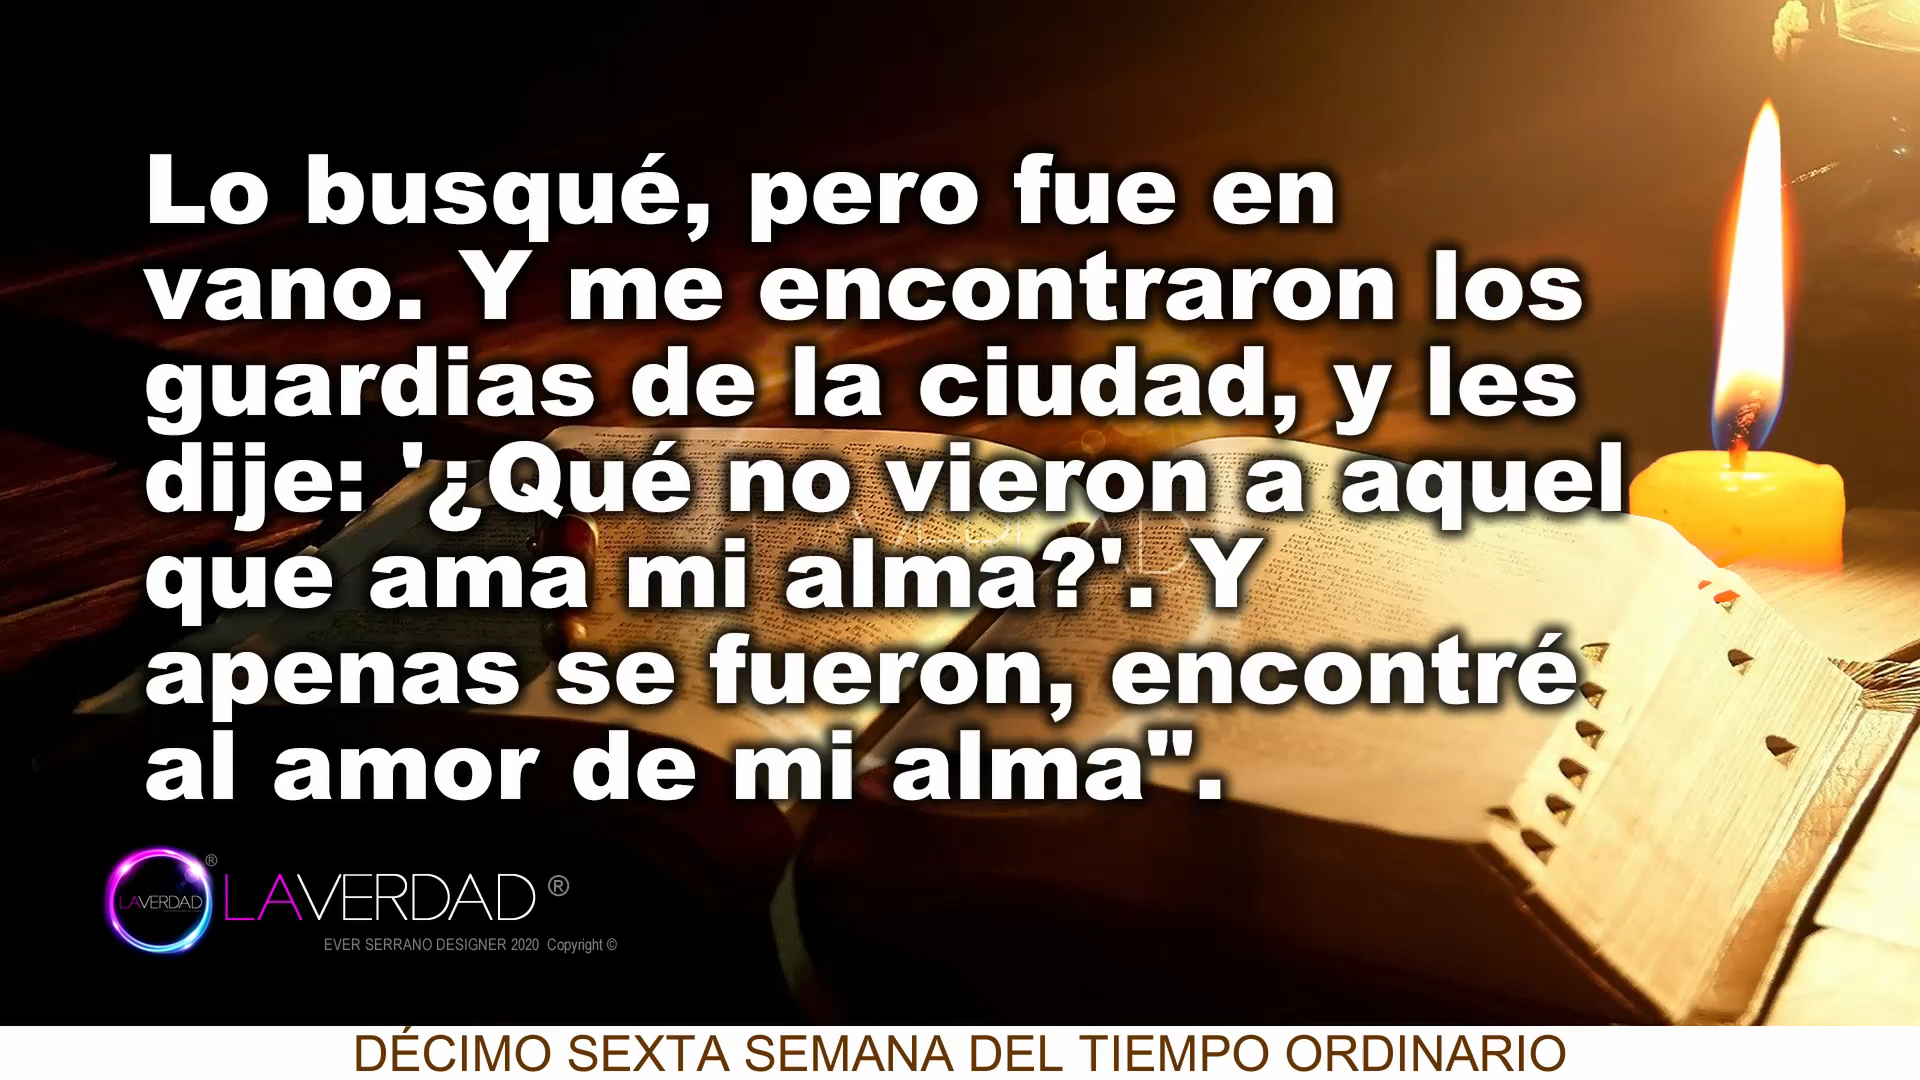 Lo busqué, pero fue en
vano. Y me encontraron los
guardias de la ciudad, y les
dije: '¿Qué no vieron a aquel
que ama mi alma?'. Y
apenas se fueron, encontré
al amor de mi alma".
LAVERDAD ®
LAVERDAD ®
EVER SERRANO DESIGNER 2020 Copyright ©
DÉCIMO SEXTA SEMANA DEL TIEMPO ORDINARIO